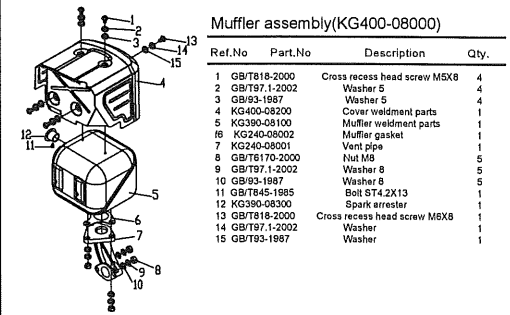 Muffler assembly(KG400-08000)
Ref.No Part.No Description Qty.
1 GB/T818-2000 Cross recess head screw M5X8 4
2 GB/T97.1-2002 Washer 5 4
3 GB/93-1987 Washer 5 4
4 KG400-08200 Cover weldment parts 1
5 KG390-08100 Muffler weldment parts 1
f6 KG240-08002 Muffler gasket 1
7 KG240-08001 Vent pipe 1
8 GB/T6170-2000 Nut M8 5
9 GB/T97.1-2002 Washer 8 5
10 GB/93-1987 Washer 8 5
11 GB/T845-1985 Bolt ST4.2X13 1
12 KG390-08300 Spark arrester 1
13 GB/T818-2000 Cross recess head screw M6X8 1
14 GB/T97.1-2002 Washer 1
15 GB/T93-1987 Washer 1
1
2
3
13
14
15
4
12
11
5
6
7
8
9
10